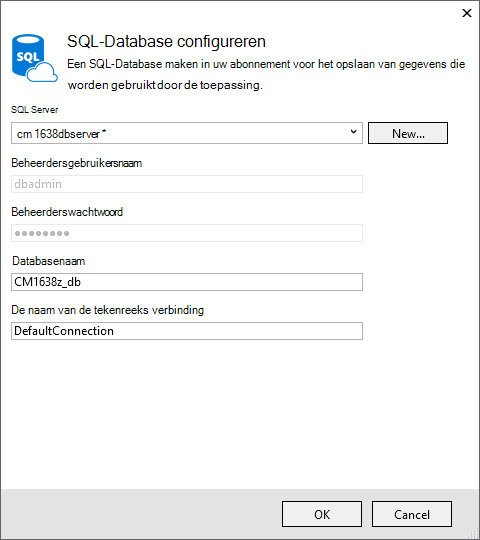 SQL-Database configureren
SQL
Een SQL-Database maken in uw abonnement voor het opslaan van gegevens die
worden gebruikt door de toepassing.
SQL Server
cm 1638dbserver *
New...
Beheerdersgebruikersnaam
dbadmin
Beheerderswachtwoord
●●●●●●●●
Databasenaam
CM1638z_db
De naam van de tekenreeks verbinding
DefaultConnection
OK
Cancel